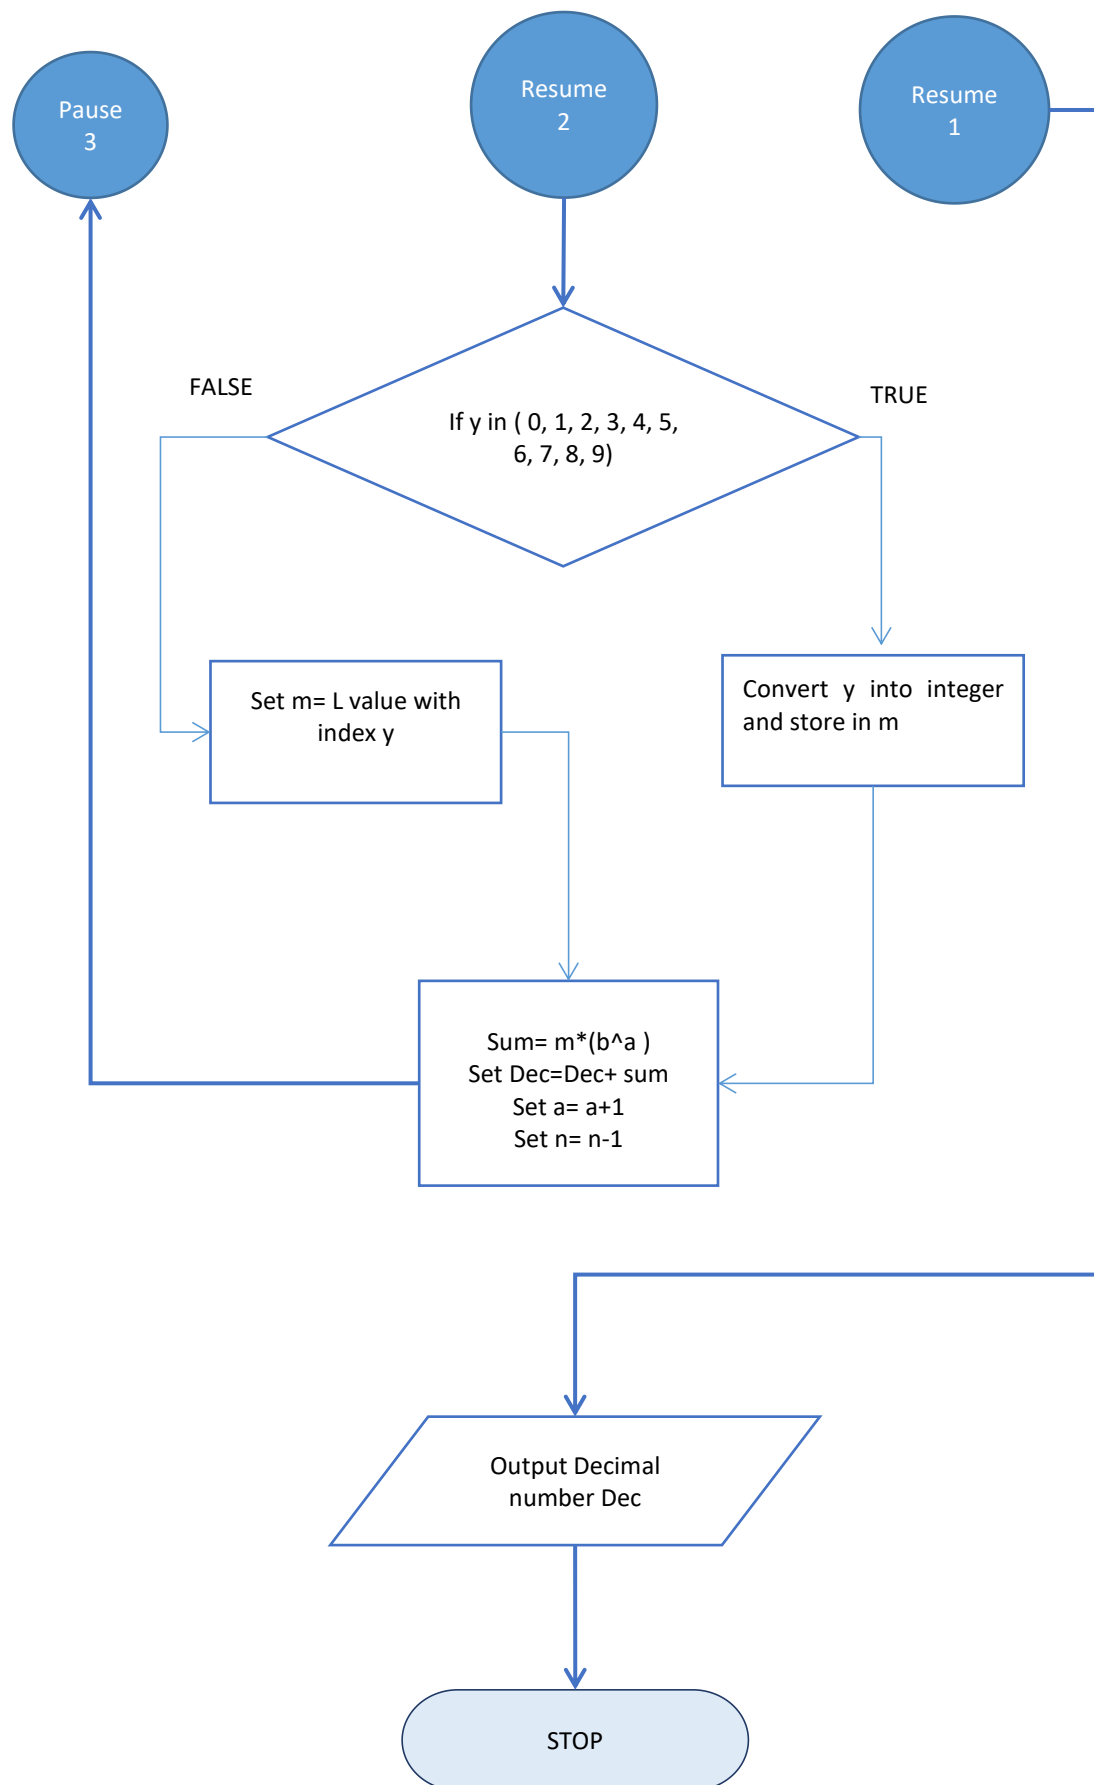 Pause
3
Resume
2
Resume
1
FALSE
TRUE
If y in ( 0, 1, 2, 3, 4, 5,
6, 7, 8, 9)
Set m= L value with
index y
Convert y into integer
and store in m
Sum= m*(b^a )
Set Dec=Dec+ sum
Set a= a+1
Set n= n-1
Output Decimal
number Dec
STOP